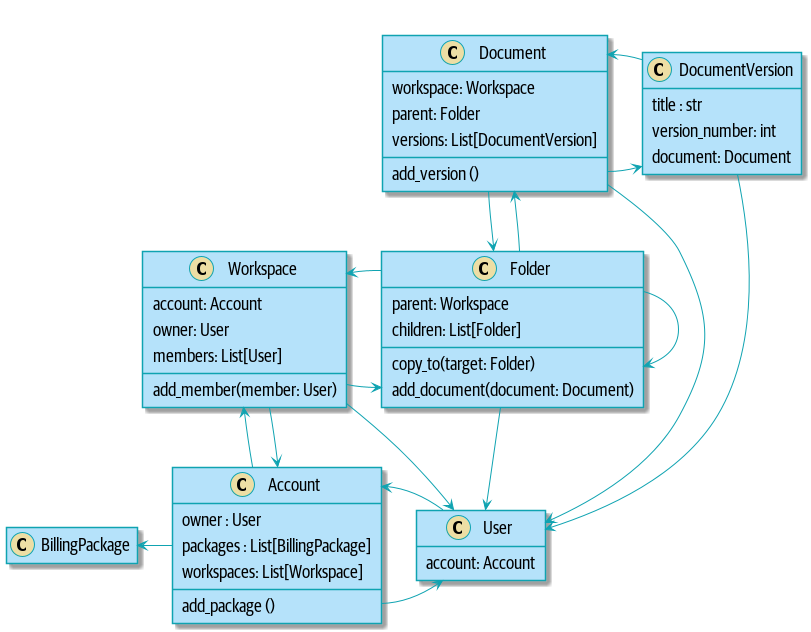 C Document
workspace: Workspace
parent: Folder
versions: List[DocumentVersion]
add_version ()
C DocumentVersion
title : str
version_number: int
document: Document
C Workspace
account: Account
owner: User
members: List[User]
add_member(member: User)
C Folder
parent: Workspace
children: List[Folder]
copy_to(target: Folder)
add_document(document: Document)
C Account
owner : User
packages : List[BillingPackage]
workspaces: List[Workspace]
add_package ()
C User
account: Account
C BillingPackage